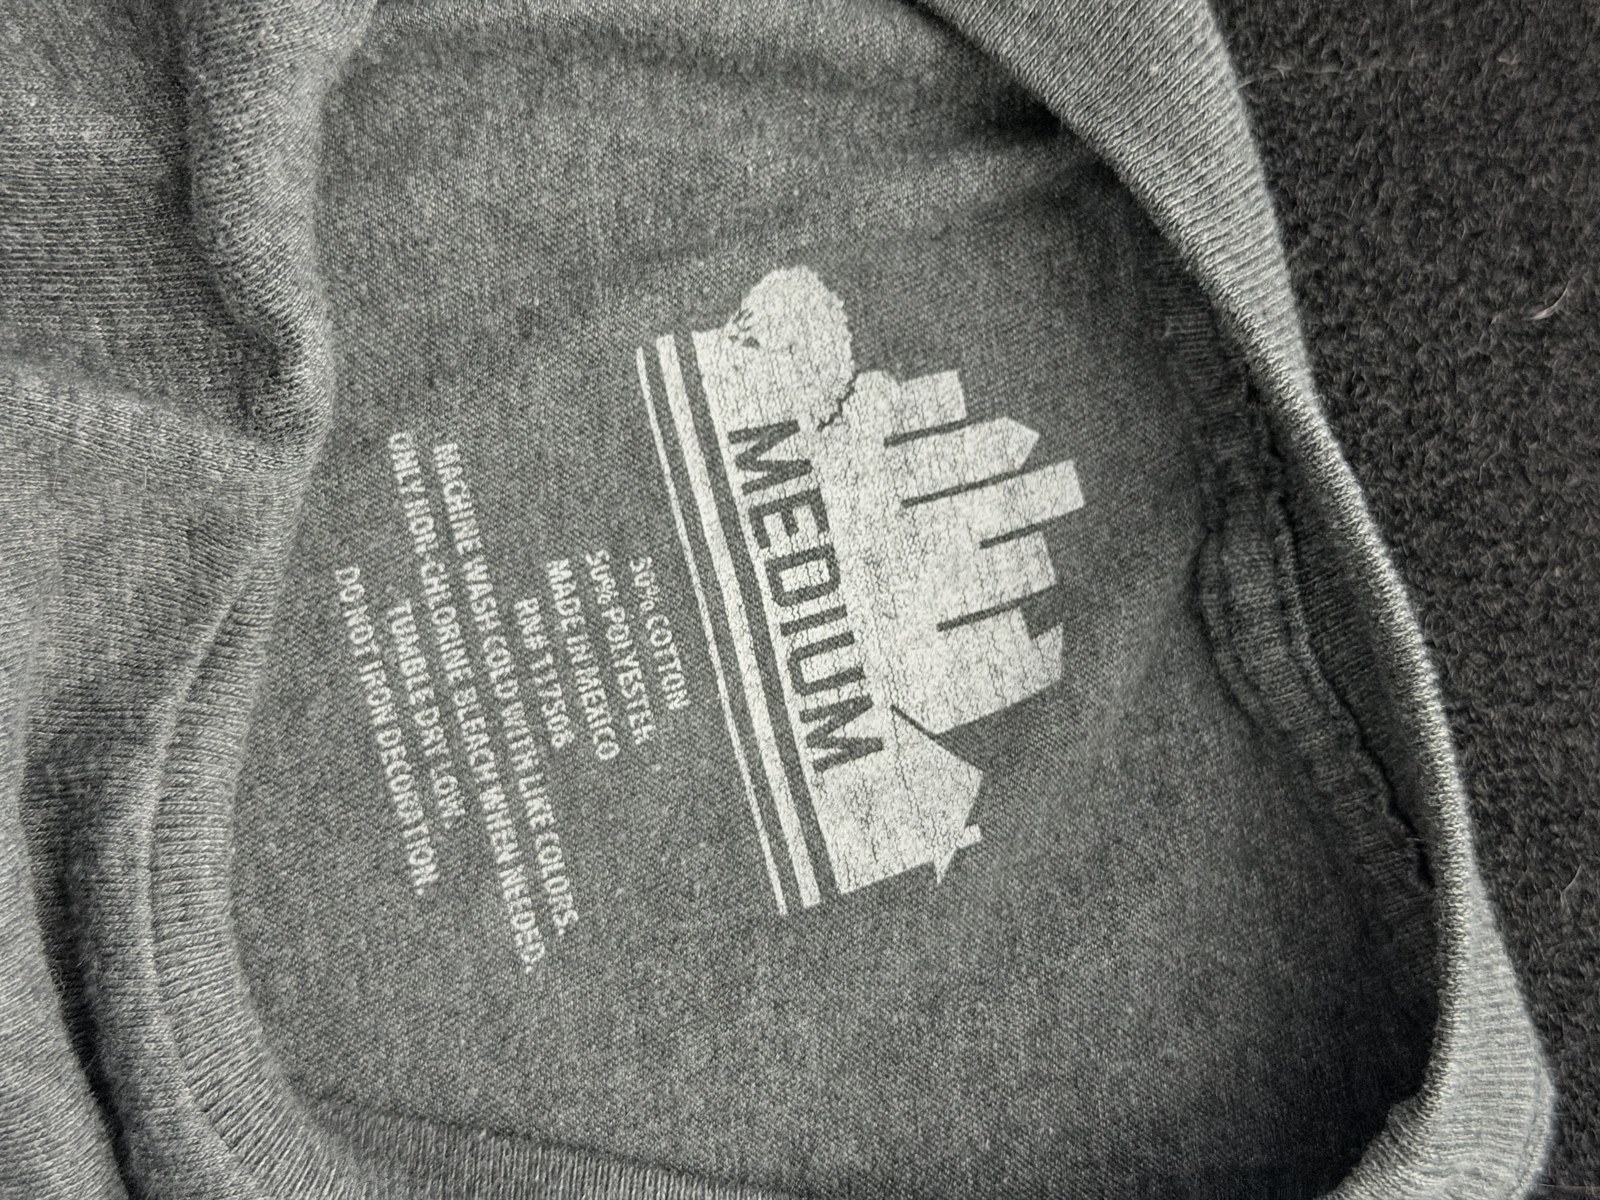 MEDIUM
50% COTTON
50% POLYESTER
MADE IN MEXICO
RN# 117506
MACHINE WASH COLD WITH LIKE COLORS.
ONLY NON-CHLORINE BLEACH WHEN NEEDED.
TUMBLE DRY LOW.
DO NOT IRON DECORATION.